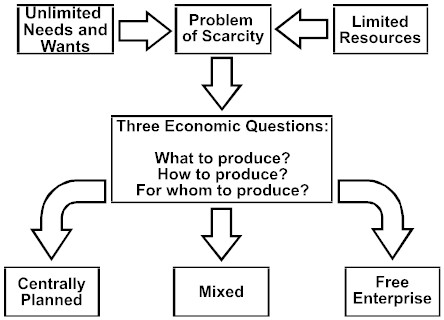 Unlimited
Needs and
Wants
Problem
of Scarcity
Limited
Resources
Three Economic Questions:
What to produce?
How to produce?
For whom to produce?
Centrally
Planned
Mixed
Free
Enterprise